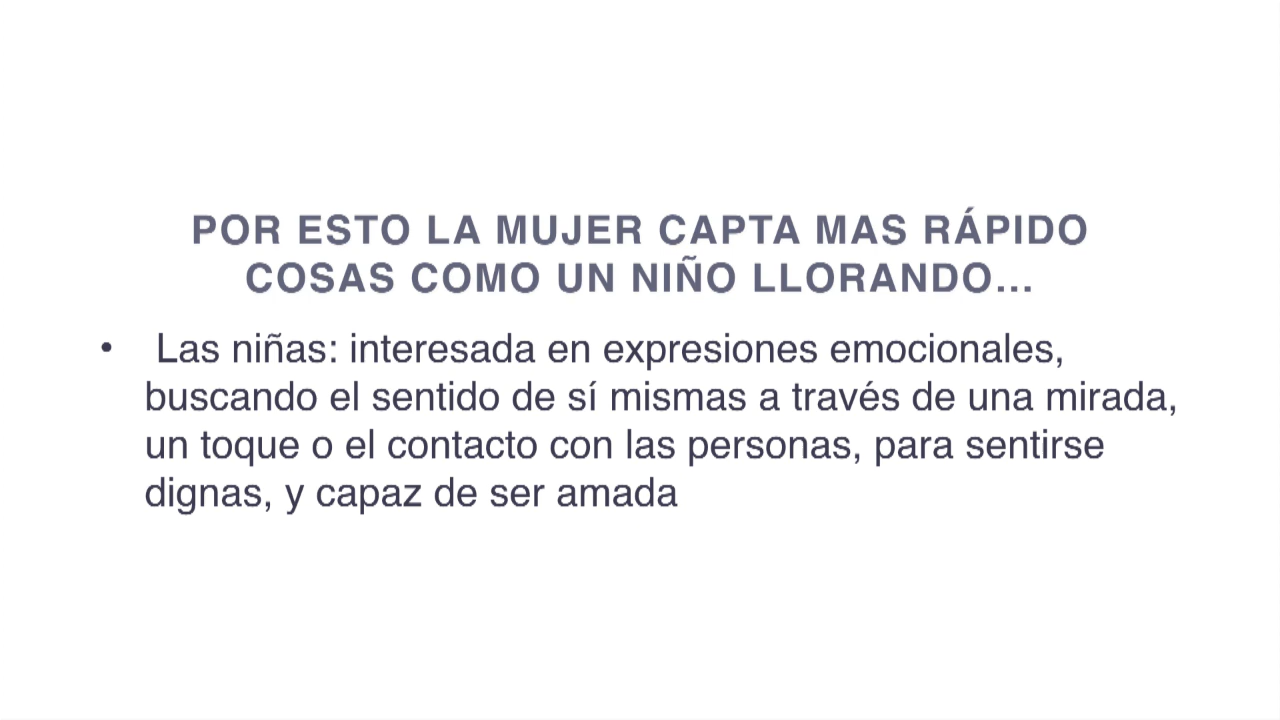 POR ESTO LA MUJER CAPTA MAS RÁPIDO
COSAS COMO UN NIÑO LLORANDO...
• Las niñas: interesada en expresiones emocionales,
buscando el sentido de sí mismas a través de una mirada,
un toque o el contacto con las personas, para sentirse
dignas, y capaz de ser amada